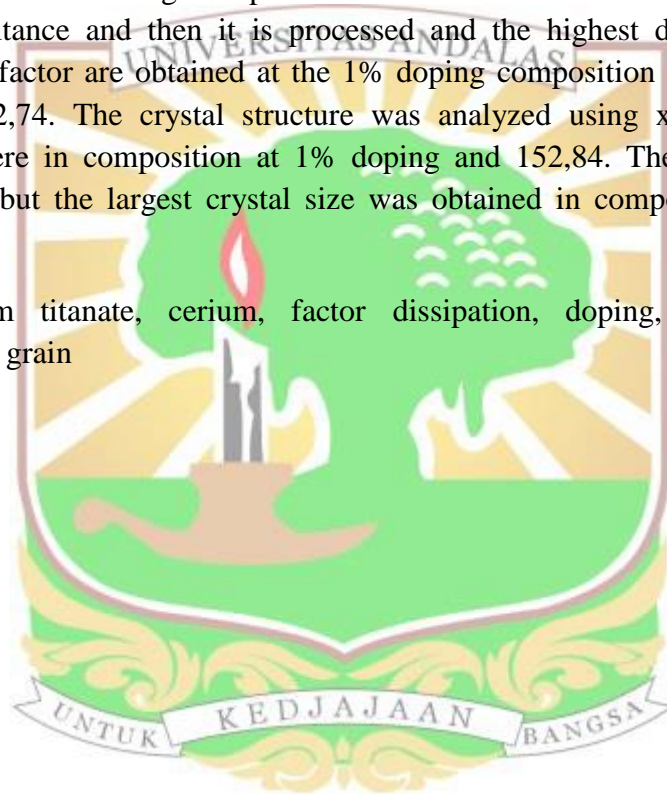 itance and then it is processed and the highest d
UNIVERSITAS ANDALAS
factor are obtained at the 1% doping composition
2,74. The crystal structure was analyzed using x
ere in composition at 1% doping and 152,84. The
but the largest crystal size was obtained in compo
m titanate, cerium, factor dissipation, doping,
grain
UNTUK KEDJAJAAN BANGSA